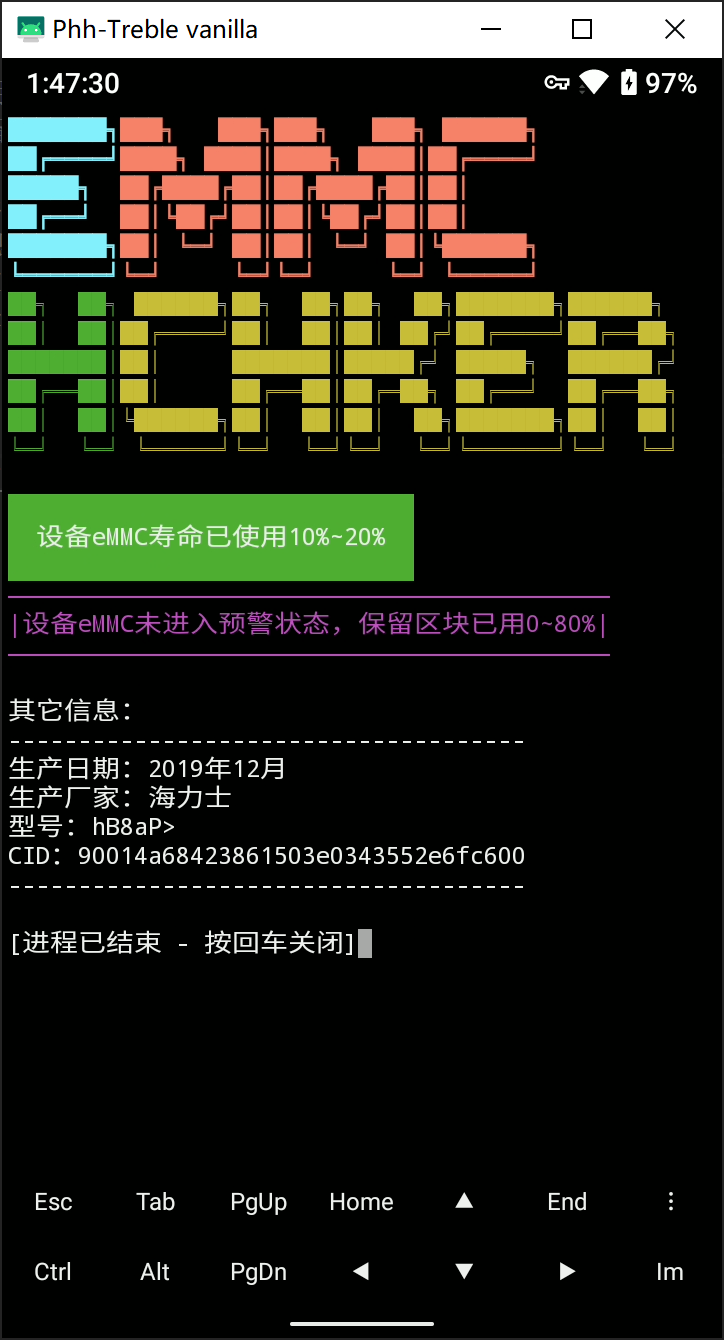 Phh-Treble vanilla
1:47:30 97%
EMMC
HCHKER
设备eMMC寿命已使用10%~20%
|设备eMMC未进入预警状态，保留区块已用0~80%|
其它信息：
-------------------------------------
生产日期：2019年12月
生产厂家：海力士
型号：hB8aP>
CID：90014a68423861503e0343552e6fc600
-------------------------------------
[进程已结束 - 按回车关闭]
Esc Tab PgUp Home ▲ End ⋮
Ctrl Alt PgDn ◀ ▼ ▶ Im